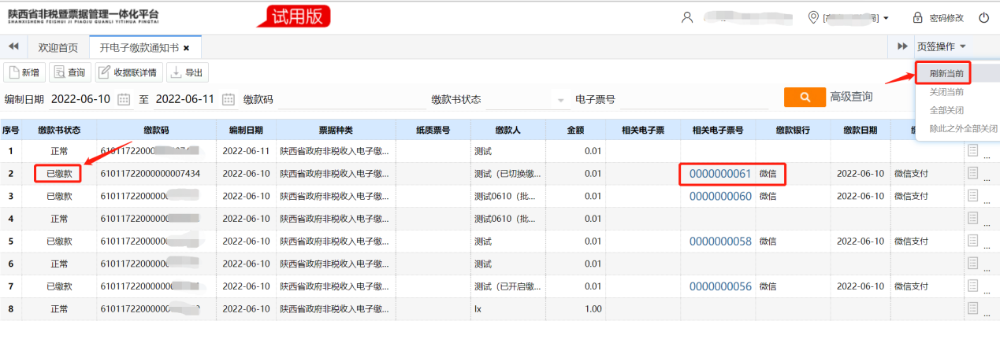 陕西省非税暨票据管理一体化平台
SHANXISHENG FEISHUI JI PIAOJU GUANLI YITIHUA PINGTAI
试用版
密码修改
欢迎首页 开电子缴款通知书 ×
页签操作
新增 查询 收据联详情 导出
刷新当前
关闭当前
全部关闭
除此之外全部关闭
编制日期 2022-06-10 至 2022-06-11 缴款码 缴款书状态 电子票号 高级查询
序号 缴款书状态 缴款码 编制日期 票据种类 纸质票号 缴款人 金额 相关电子票 相关电子票号 缴款银行 缴款日期
1 正常 2022-06-11 陕西省政府非税收入电子缴... 测试 0.01 ...
2 已缴款 61011722000000007434 2022-06-10 陕西省政府非税收入电子缴... 测试（已切换缴... 0.01 0000000061 微信 2022-06-10 微信支付 ...
3 已缴款 2022-06-10 陕西省政府非税收入电子缴... 测试0610（批... 0.01 0000000060 微信 2022-06-10 微信支付 ...
4 正常 2022-06-10 陕西省政府非税收入电子缴... 测试0610（批... 0.01 ...
5 已缴款 2022-06-10 陕西省政府非税收入电子缴... 测试 0.01 0000000058 微信 2022-06-10 微信支付 ...
6 正常 2022-06-10 陕西省政府非税收入电子缴... 测试 0.01 ...
7 已缴款 2022-06-10 陕西省政府非税收入电子缴... 测试（已开启缴... 0.01 0000000056 微信 2022-06-10 微信支付 ...
8 正常 2022-06-10 陕西省政府非税收入电子缴... lx 1.00 ...